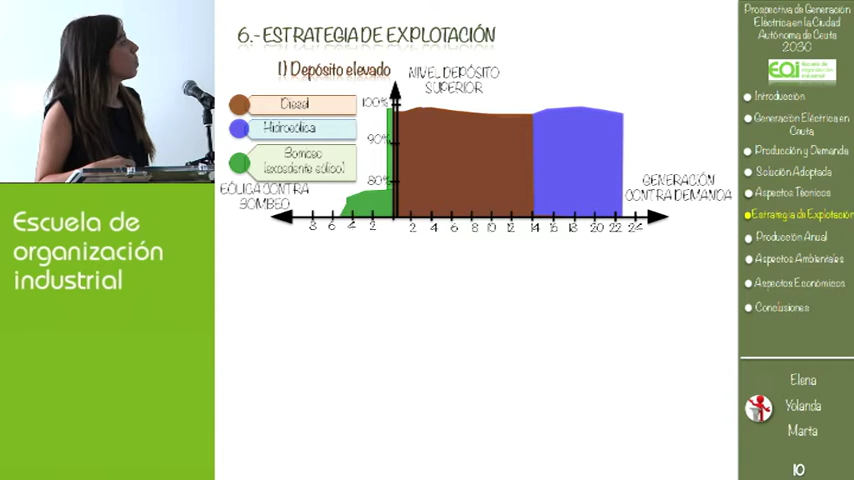 6.- ESTRATEGIA DE EXPLOTACIÓN
1) Depósito elevado
NIVEL DEPÓSITO
SUPERIOR
Diesel
Hidroeólica
Bombeo
(excedente eólico)
100%
90%
80%
EÓLICA CONTRA
BOMBEO
GENERACIÓN
CONTRA DEMANDA
8 6 4 2 2 4 6 8 10 12 14 16 18 20 22 24
Escuela de
organización
industrial
Prospectiva de Generación
Eléctrica en la Ciudad
Autónoma de Ceuta
2030
EOi
Introducción
Generación Eléctrica en
Ceuta
Producción y Demanda
Solución Adoptada
Aspectos Técnicos
Estrategia de Explotación
Producción Anual
Aspectos Ambientales
Aspectos Económicos
Conclusiones
Elena
Yolanda
Marta
10